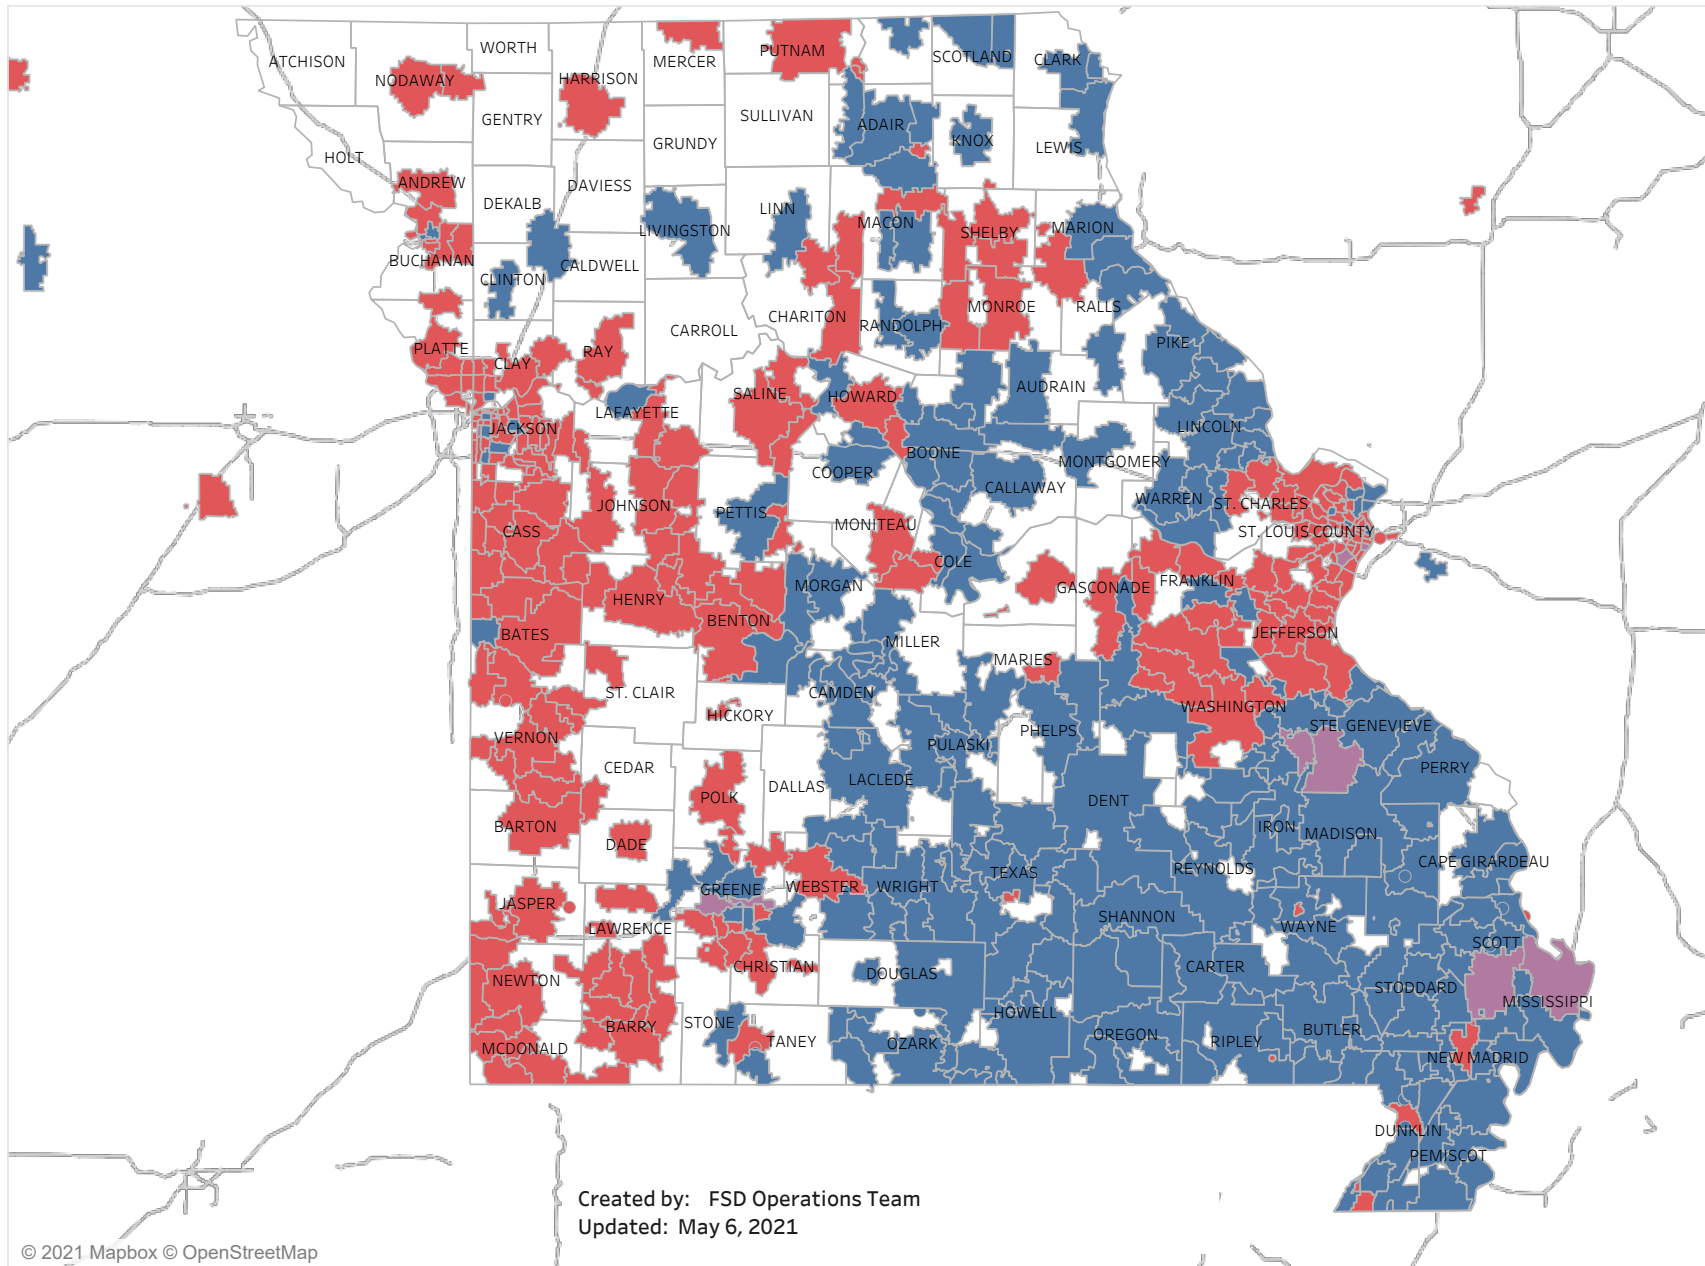 WORTH
ATCHISON
MERCER
PUTNAM
SCOTLAND
CLARK
NODAWAY
HARRISON
GENTRY
SULLIVAN
ADAIR
KNOX
GRUNDY
LEWIS
HOLT
ANDREW
DAVIESS
DEKALB
LINN
LIVINGSTON
MACON
SHELBY
MARION
BUCHANAN
CALDWELL
CLINTON
CHARITON
RANDOLPH
MONROE
RALLS
CARROLL
PLATTE
CLAY
RAY
PIKE
SALINE
HOWARD
AUDRAIN
LAFAYETTE
JACKSON
LINCOLN
COOPER
BOONE
MONTGOMERY
CALLAWAY
WARREN
ST. CHARLES
JOHNSON
PETTIS
CASS
MONITEAU
ST. LOUIS COUNTY
COLE
MORGAN
GASCONADE
FRANKLIN
HENRY
BENTON
BATES
MILLER
JEFFERSON
MARIES
ST. CLAIR
CAMDEN
HICKORY
WASHINGTON
VERNON
PULASKI
PHELPS
STE. GENEVIEVE
CEDAR
DALLAS
LACLEDE
PERRY
POLK
DENT
BARTON
IRON
MADISON
DADE
CAPE GIRARDEAU
TEXAS
REYNOLDS
GREENE
WEBSTER
WRIGHT
JASPER
SHANNON
LAWRENCE
WAYNE
SCOTT
CHRISTIAN
DOUGLAS
CARTER
NEWTON
STODDARD
MISSISSIPPI
HOWELL
STONE
BARRY
TANEY
OZARK
OREGON
RIPLEY
BUTLER
MCDONALD
NEW MADRID
DUNKLIN
PEMISCOT
Created by: FSD Operations Team
Updated: May 6, 2021
© 2021 Mapbox © OpenStreetMap